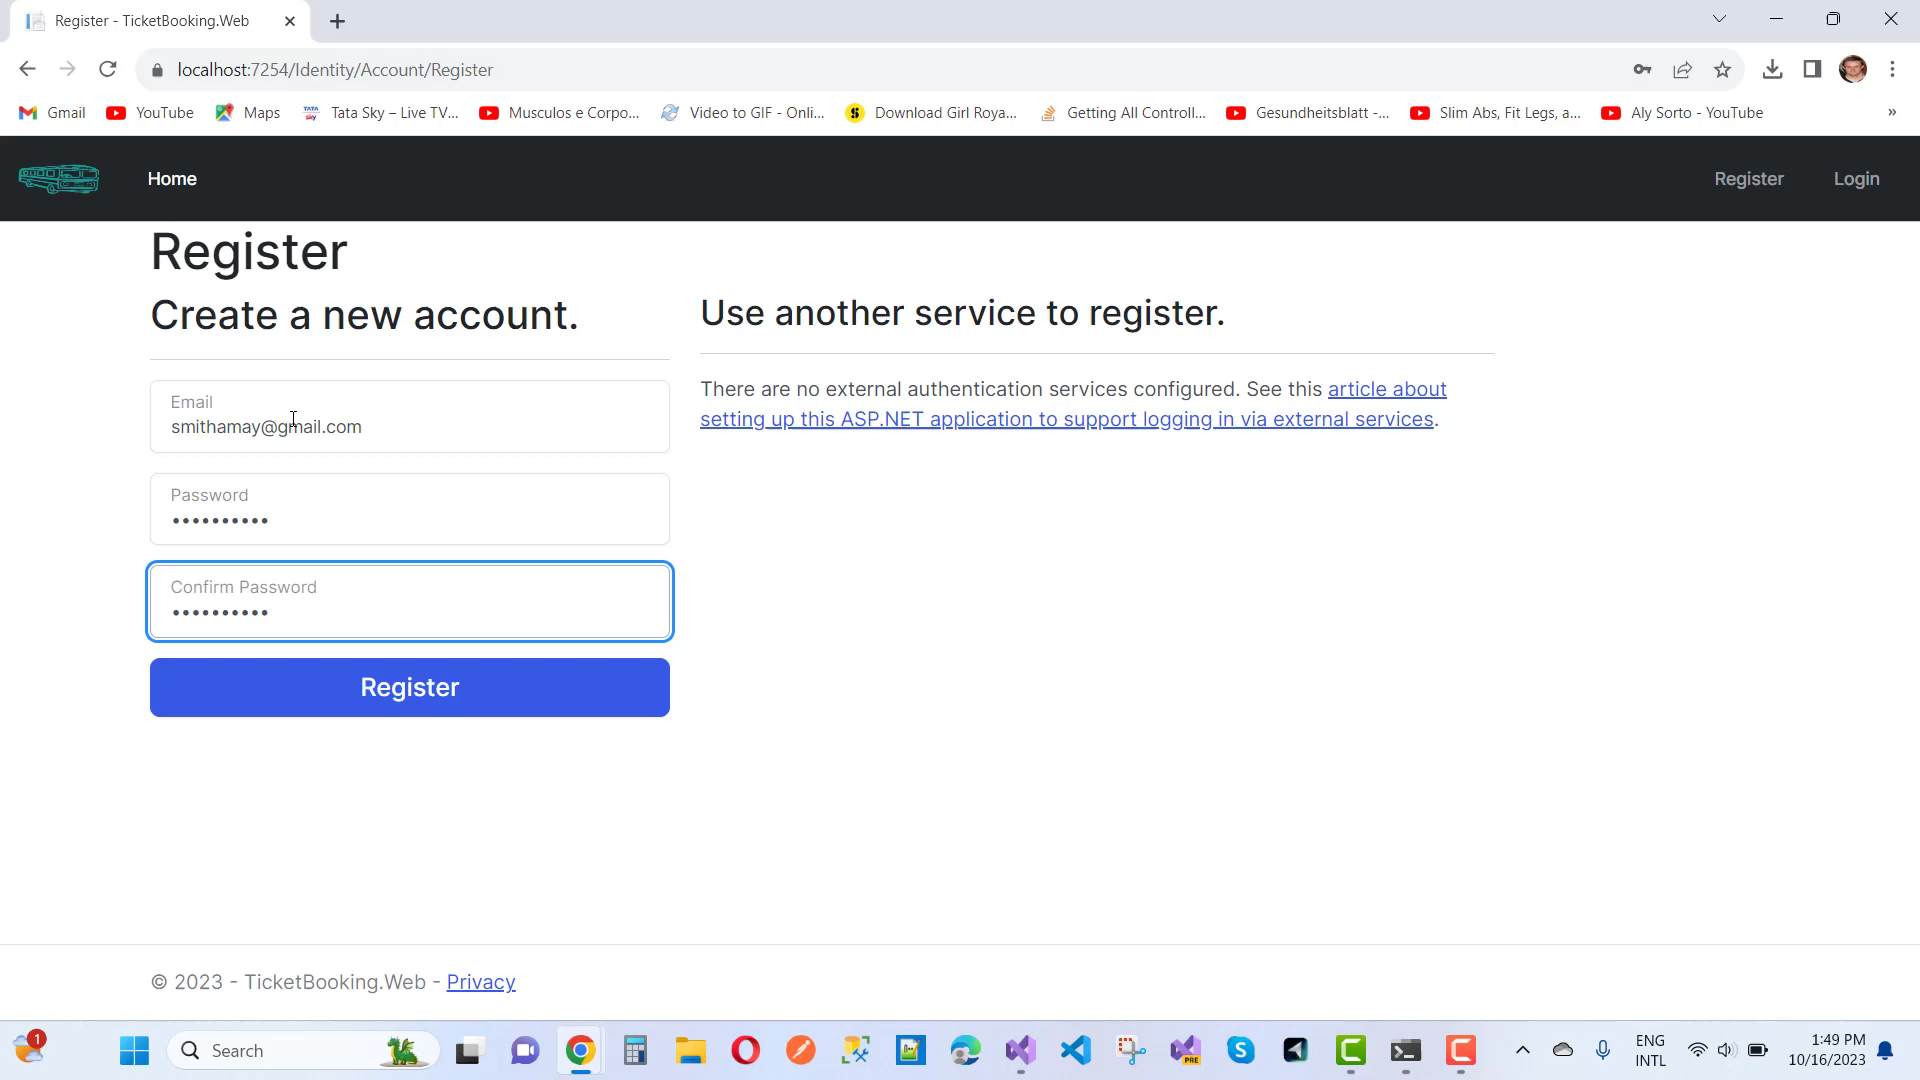 Register - TicketBooking.Web
localhost:7254/Identity/Account/Register
Gmail YouTube Maps Tata Sky – Live TV... Musculos e Corpo... Video to GIF - Onli... Download Girl Roya... Getting All Controll... Gesundheitsblatt -... Slim Abs, Fit Legs, a... Aly Sorto - YouTube »
Home Register Login
Register
Create a new account.
Email
smithamay@gmail.com
Password
••••••••••
Confirm Password
••••••••••
Register
Use another service to register.
There are no external authentication services configured. See this article about
setting up this ASP.NET application to support logging in via external services.
© 2023 - TicketBooking.Web - Privacy
1
Search
PRE
ENG
INTL
1:49 PM
10/16/2023